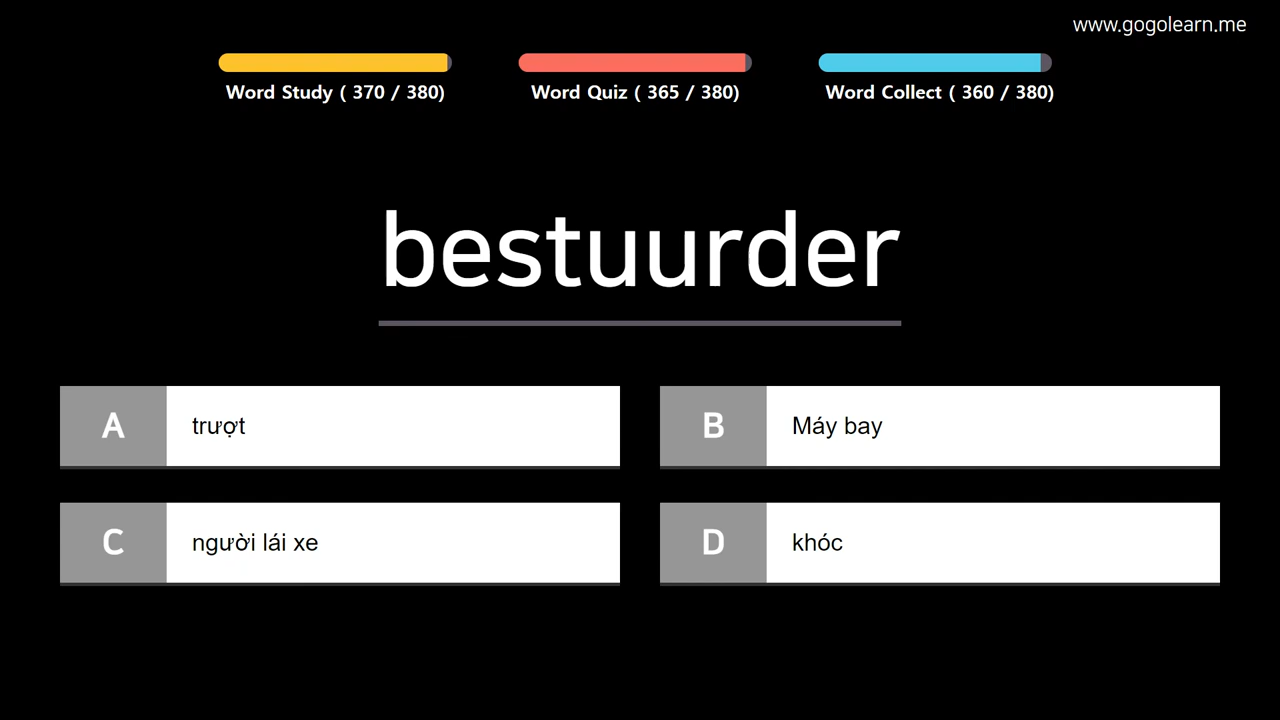 www.gogolearn.me
Word Study ( 370 / 380)
Word Quiz ( 365 / 380)
Word Collect ( 360 / 380)
bestuurder
A trượt
B Máy bay
C người lái xe
D khóc